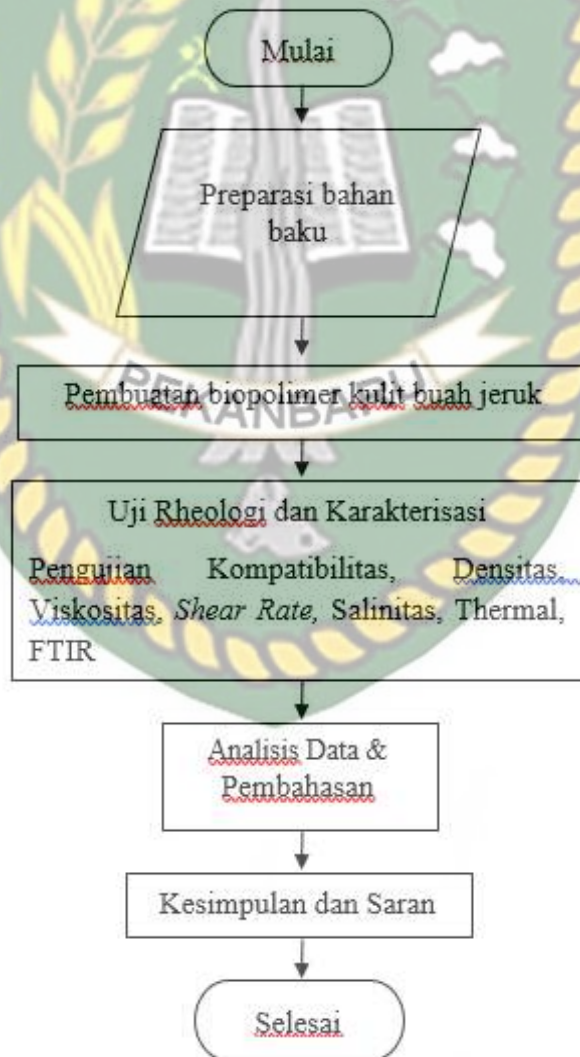 Mulai
Preparasi bahan
baku
PEKANBARU
Pembuatan biopolimer kulit buah jeruk
Uji Rheologi dan Karakterisasi
Pengujian Kompatibilitas, Densitas,
Viskositas, Shear Rate, Salinitas, Thermal,
FTIR
Analisis Data &
Pembahasan
Kesimpulan dan Saran
Selesai